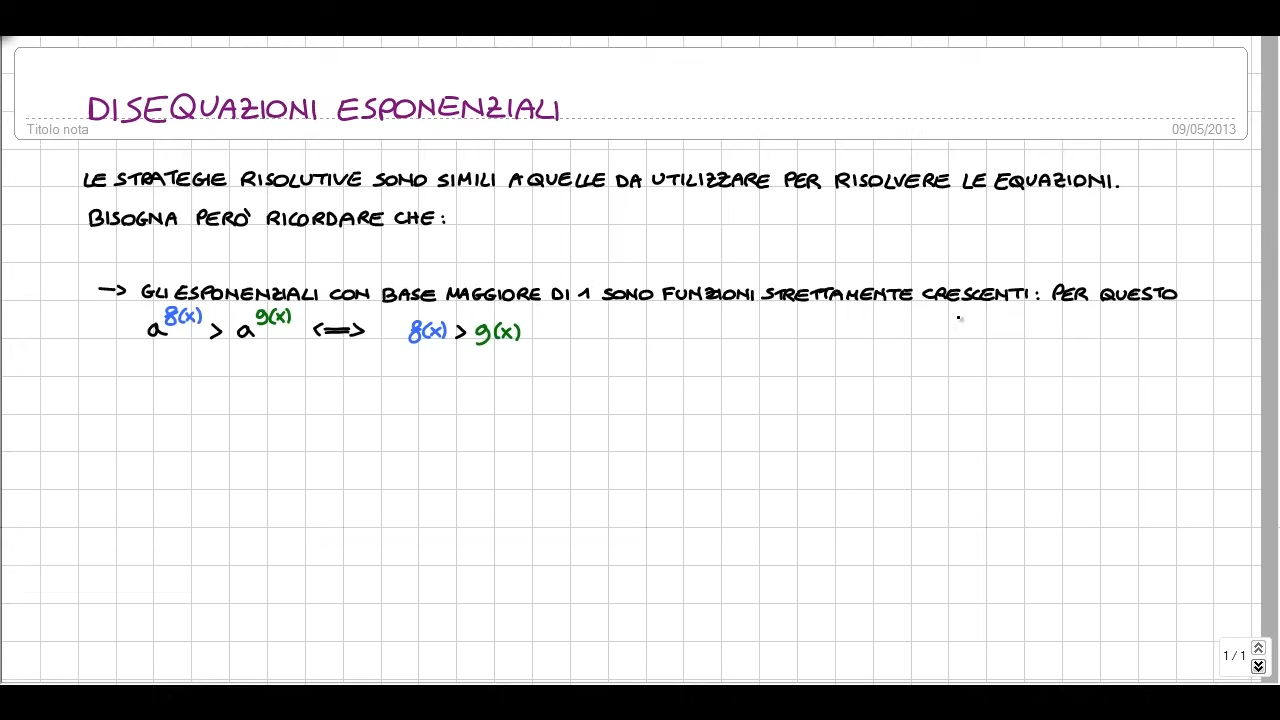 DISEQUAZIONI ESPONENZIALI
Titolo nota
09/05/2013
LE STRATEGIE RISOLUTIVE SONO SIMILI A QUELLE DA UTILIZZARE PER RISOLVERE LE EQUAZIONI.
BISOGNA PERÒ RICORDARE CHE:
-> GLI ESPONENZIALI CON BASE MAGGIORE DI 1 SONO FUNZIONI STRETTAMENTE CRESCENTI: PER QUESTO
a^f(x) > a^g(x) <=> f(x) > g(x)
1 / 1